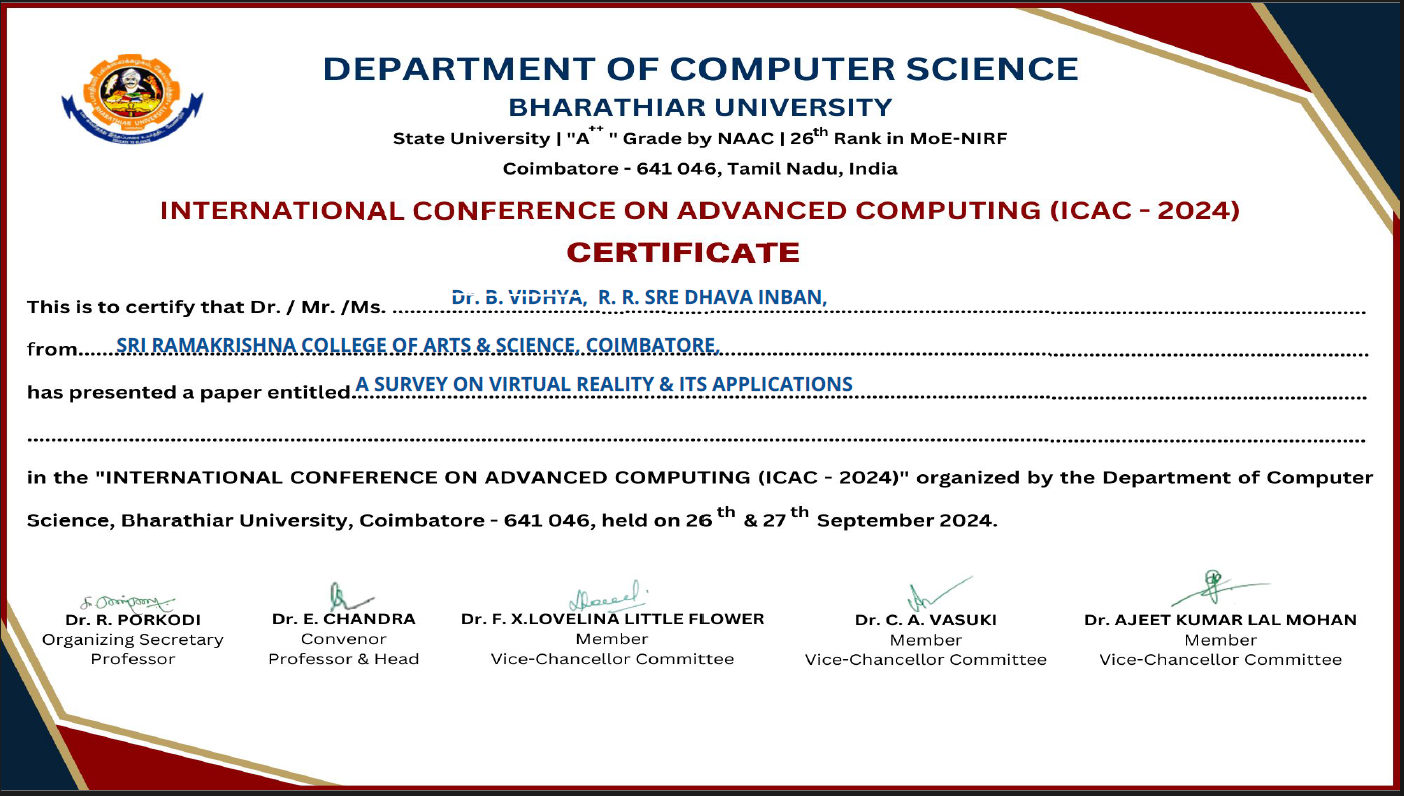 DEPARTMENT OF COMPUTER SCIENCE
BHARATHIAR UNIVERSITY
State University | "A++ " Grade by NAAC | 26th Rank in MoE-NIRF
Coimbatore - 641 046, Tamil Nadu, India
INTERNATIONAL CONFERENCE ON ADVANCED COMPUTING (ICAC - 2024)
CERTIFICATE
This is to certify that Dr. / Mr. /Ms. Dr. B. VIDHYA, R. R. SRE DHAVA INBAN,
from SRI RAMAKRISHNA COLLEGE OF ARTS & SCIENCE, COIMBATORE,
has presented a paper entitled A SURVEY ON VIRTUAL REALITY & ITS APPLICATIONS
in the "INTERNATIONAL CONFERENCE ON ADVANCED COMPUTING (ICAC - 2024)" organized by the Department of Computer
Science, Bharathiar University, Coimbatore - 641 046, held on 26 th & 27 th September 2024.
Dr. R. PORKODI
Organizing Secretary
Professor
Dr. E. CHANDRA
Convenor
Professor & Head
Dr. F. X.LOVELINA LITTLE FLOWER
Member
Vice-Chancellor Committee
Dr. C. A. VASUKI
Member
Vice-Chancellor Committee
Dr. AJEET KUMAR LAL MOHAN
Member
Vice-Chancellor Committee